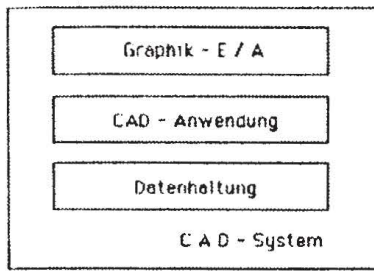 Graphik - E / A
CAD - Anwendung
Datenhaltung
C A D - System